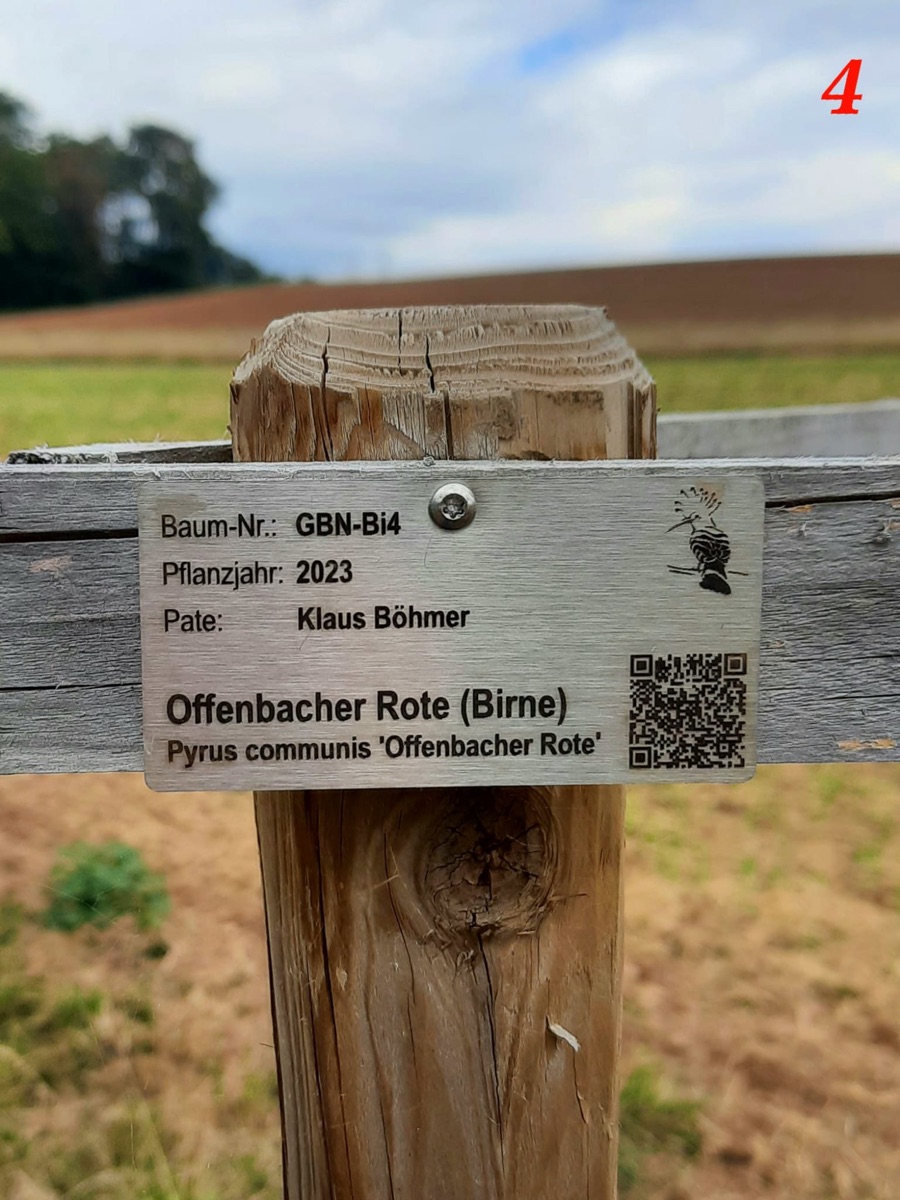 4
Baum-Nr.: GBN-Bi4
Pflanzjahr: 2023
Pate: Klaus Böhmer
Offenbacher Rote (Birne)
Pyrus communis 'Offenbacher Rote'